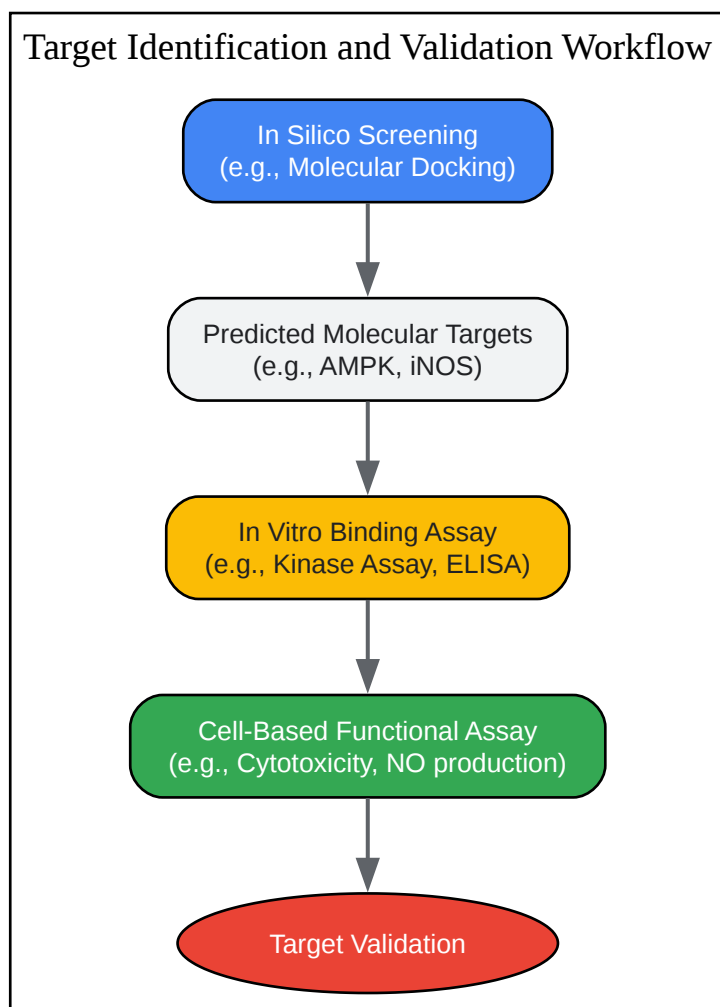 Target Identification and Validation Workflow
In Silico Screening
(e.g., Molecular Docking)
Predicted Molecular Targets
(e.g., AMPK, iNOS)
In Vitro Binding Assay
(e.g., Kinase Assay, ELISA)
Cell-Based Functional Assay
(e.g., Cytotoxicity, NO production)
Target Validation